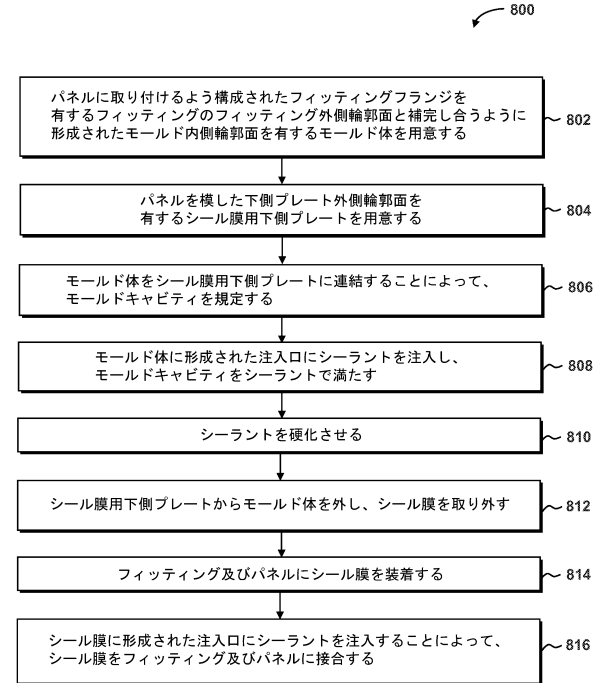 800
パネルに取り付けるよう構成されたフィッティングフランジを
有するフィッティングのフィッティング外側輪郭面と補完し合うように
形成されたモールド内側輪郭面を有するモールド体を用意する
802
パネルを模した下側プレート外側輪郭面を
有するシール膜用下側プレートを用意する
804
モールド体をシール膜用下側プレートに連結することによって、
モールドキャビティを規定する
806
モールド体に形成された注入口にシーラントを注入し、
モールドキャビティをシーラントで満たす
808
シーラントを硬化させる
810
シール膜用下側プレートからモールド体を外し、シール膜を取り外す
812
フィッティング及びパネルにシール膜を装着する
814
シール膜に形成された注入口にシーラントを注入することによって、
シール膜をフィッティング及びパネルに接合する
816